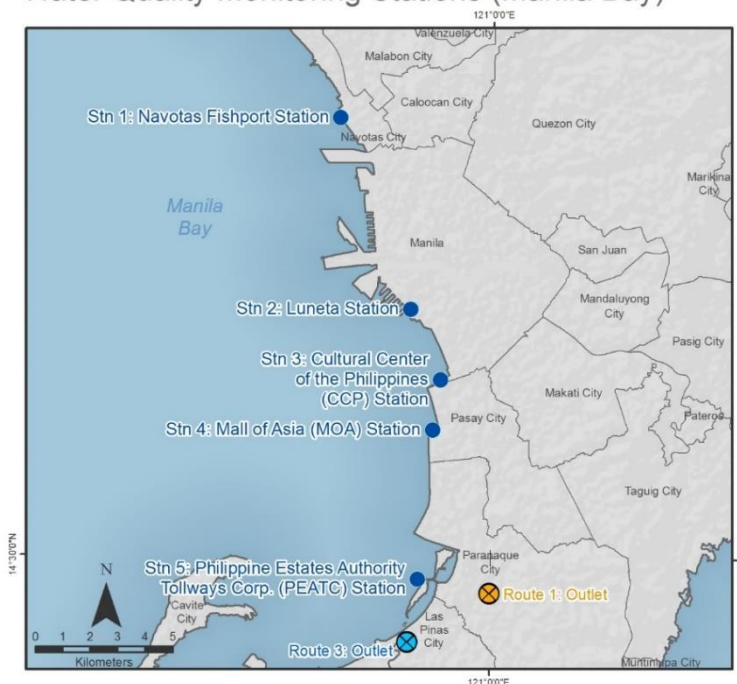 Water Quality Monitoring Stations (Manila Bay)
121°0'0"E
Valenzuela City
Malabon City
Caloocan City
Stn 1: Navotas Fishport Station
Quezon City
Navotas City
Marikina
City
Manila
Bay
Manila
San Juan
Mandaluyong
City
Stn 2: Luneta Station
Pasig City
Stn 3: Cultural Center
of the Philippines
(CCP) Station
Makati City
Pasay City
Pateros
Stn 4: Mall of Asia (MOA) Station
Taguig City
14°30'0"N
Paranaque
City
N
Stn 5: Philippine Estates Authority
Tollways Corp. (PEATC) Station
Route 1: Outlet
Cavite
City
Las
Pinas
City
0 1 2 3 4 5
Kilometers
Route 3: Outlet
Muntinlupa City
121°0'0"E